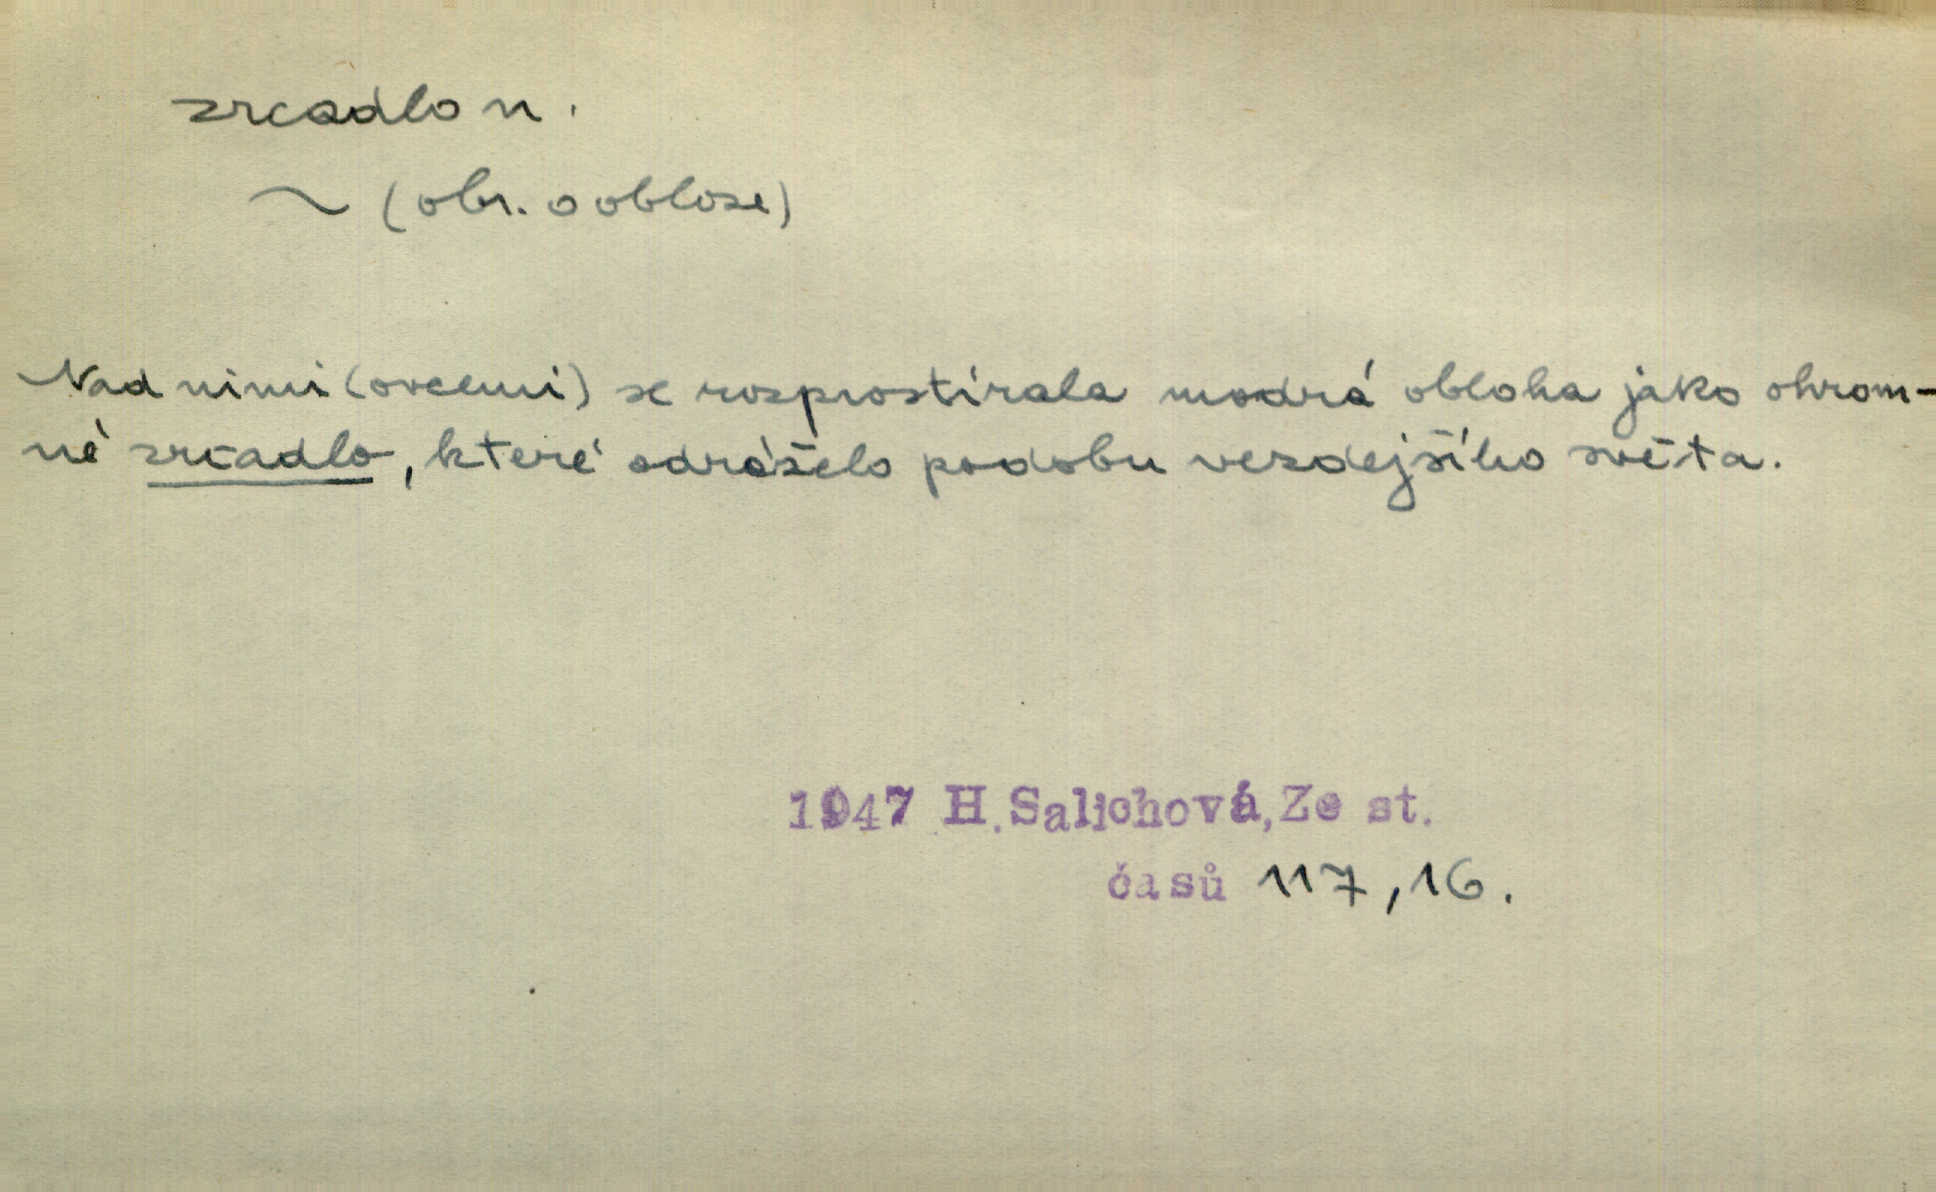 zrcadlo n.
~ (obr. o obloze)
Nad nimi (ovcemi) se rozprostírala modrá obloha jako ohrom-
né zrcadlo, které odráželo podobu vezdejšího světa.
1947 H.Salichová,Ze st.
časů 117, 16.